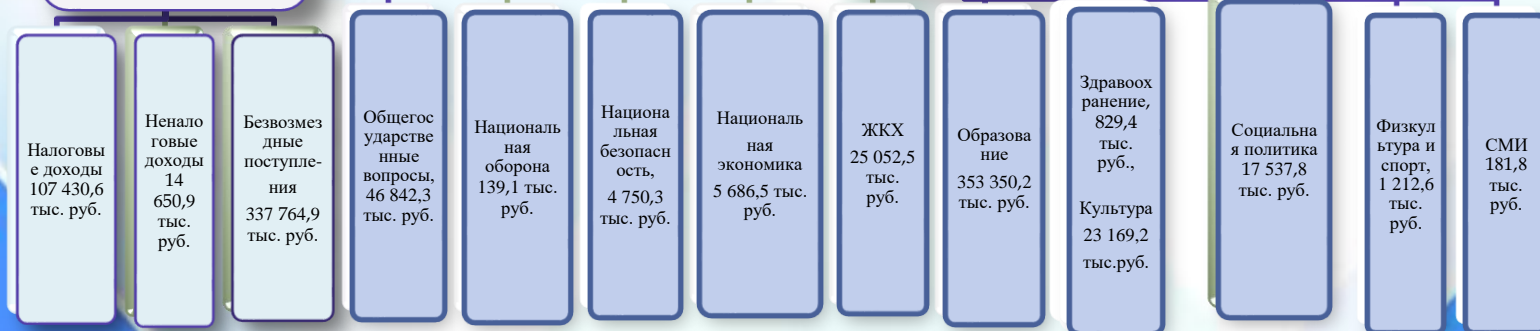 Налоговы
е доходы
107 430,6
тыс. руб.
Ненало
говые
доходы
14
650,9
тыс.
руб.
Безвозмез
дные
поступле-
ния
337 764,9
тыс. руб.
Общегос
ударстве
нные
вопросы,
46 842,3
тыс. руб.
Националь
ная
оборона
139,1 тыс.
руб.
Национа
льная
безопасн
ость,
4 750,3
тыс. руб.
Националь
ная
экономика
5 686,5 тыс.
руб.
ЖКХ
25 052,5
тыс.
руб.
Образова
ние
353 350,2
тыс. руб.
Здравоох
ранение,
829,4
тыс.
руб.,
Культура
23 169,2
тыс.руб.
Социальна
я политика
17 537,8
тыс. руб.
Физкул
ьтура и
спорт,
1 212,6
тыс.
руб.
СМИ
181,8
тыс.
руб.